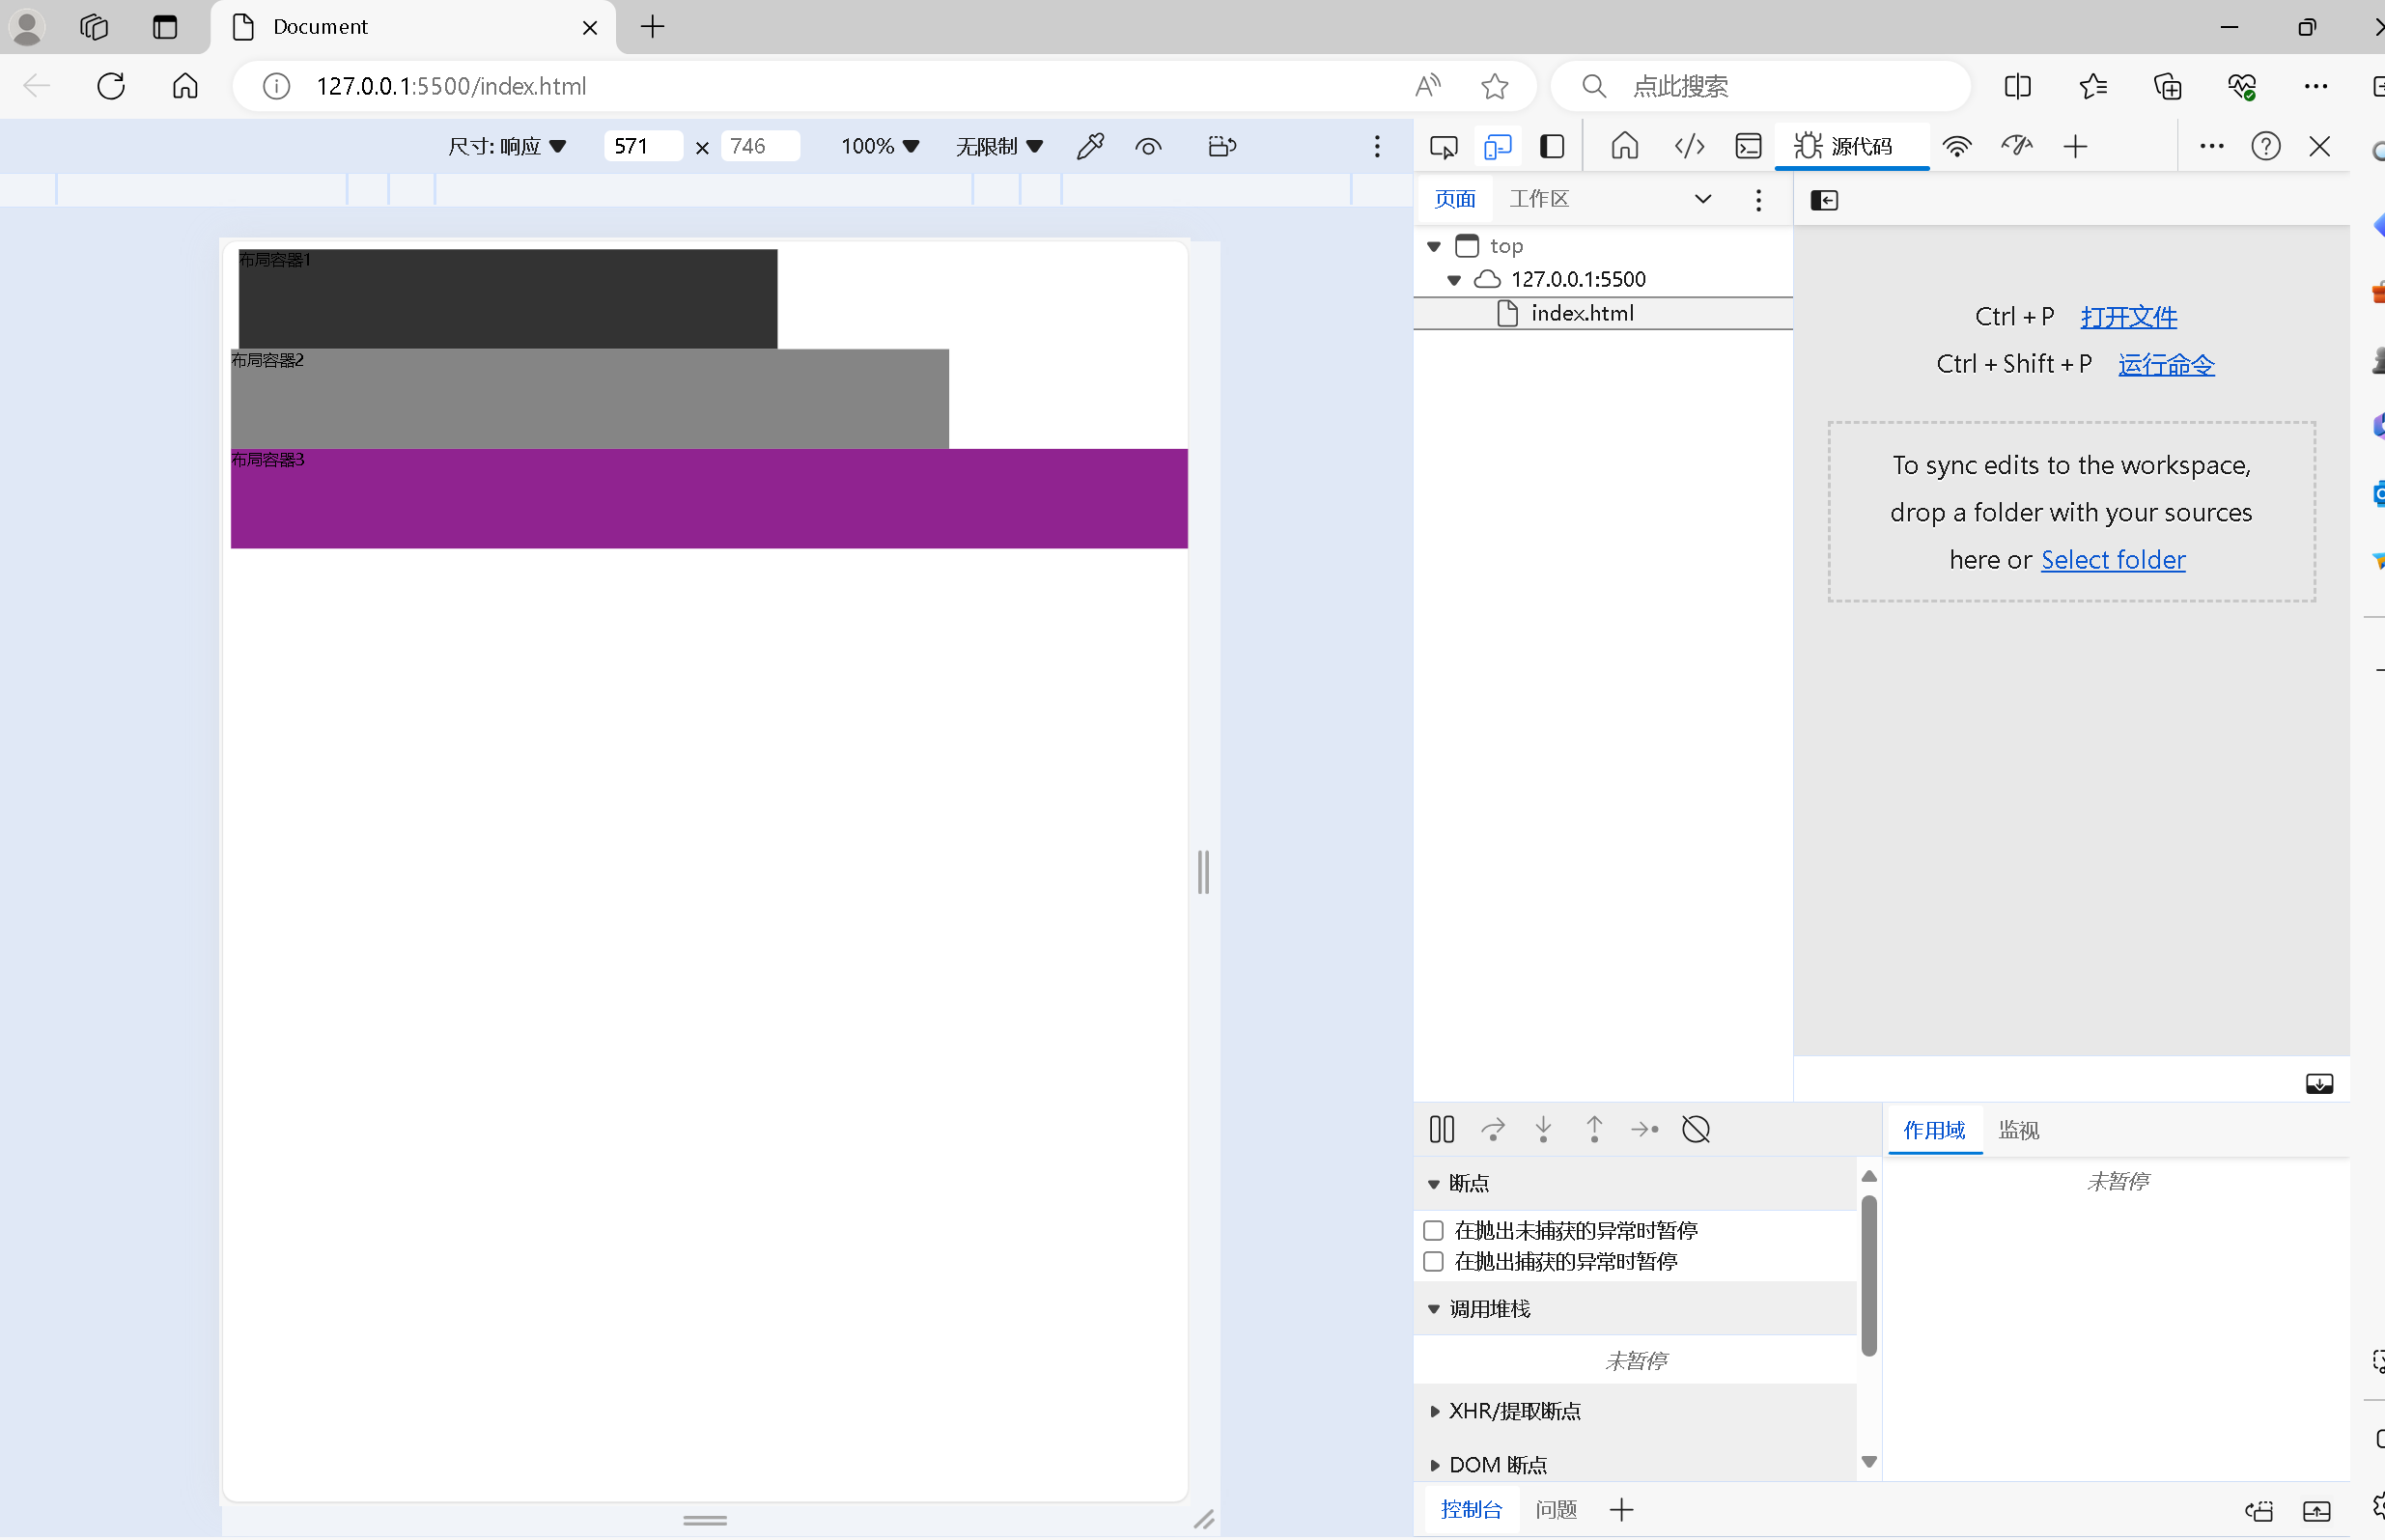 Document
127.0.0.1:5500/index.html
点此搜索
尺寸: 响应
571 × 746
100%
无限制
源代码
页面
工作区
布局容器1
布局容器2
布局容器3
top
127.0.0.1:5500
index.html
Ctrl + P 打开文件
Ctrl + Shift + P 运行命令
To sync edits to the workspace,
drop a folder with your sources
here or Select folder
作用域
监视
未暂停
断点
在抛出未捕获的异常时暂停
在抛出捕获的异常时暂停
调用堆栈
未暂停
XHR/提取断点
DOM 断点
控制台
问题